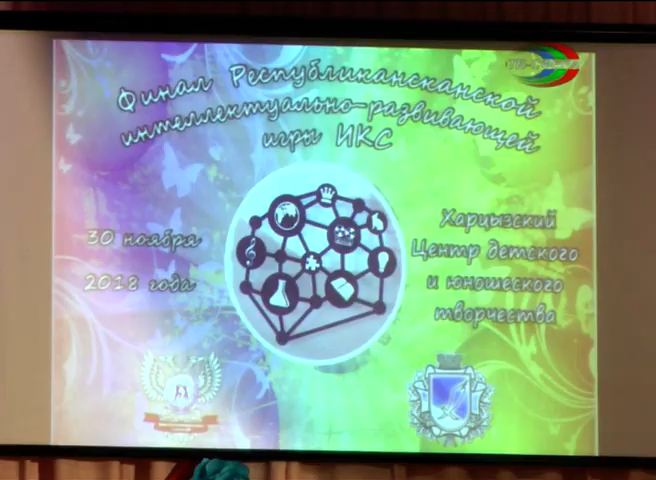 Финал Республикансканской
интеллектуально-развивающей
игры ИКС
30 ноября
2018 года
Харцызский
Центр детского
и юношеского
творчества